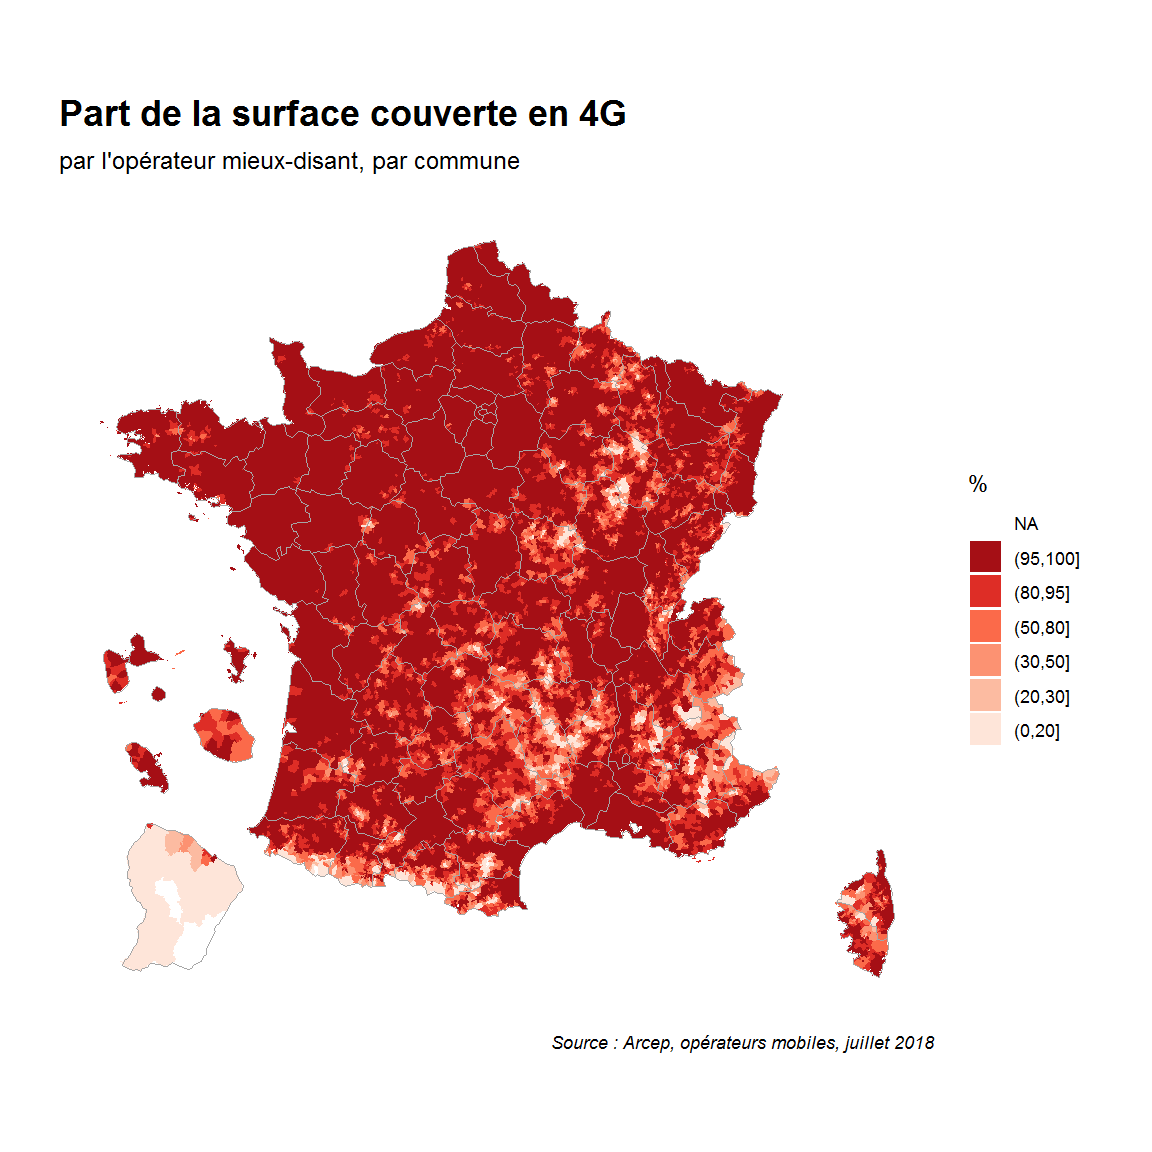 Part de la surface couverte en 4G
par l'opérateur mieux-disant, par commune
%
NA
(95,100]
(80,95]
(50,80]
(30,50]
(20,30]
(0,20]
Source : Arcep, opérateurs mobiles, juillet 2018